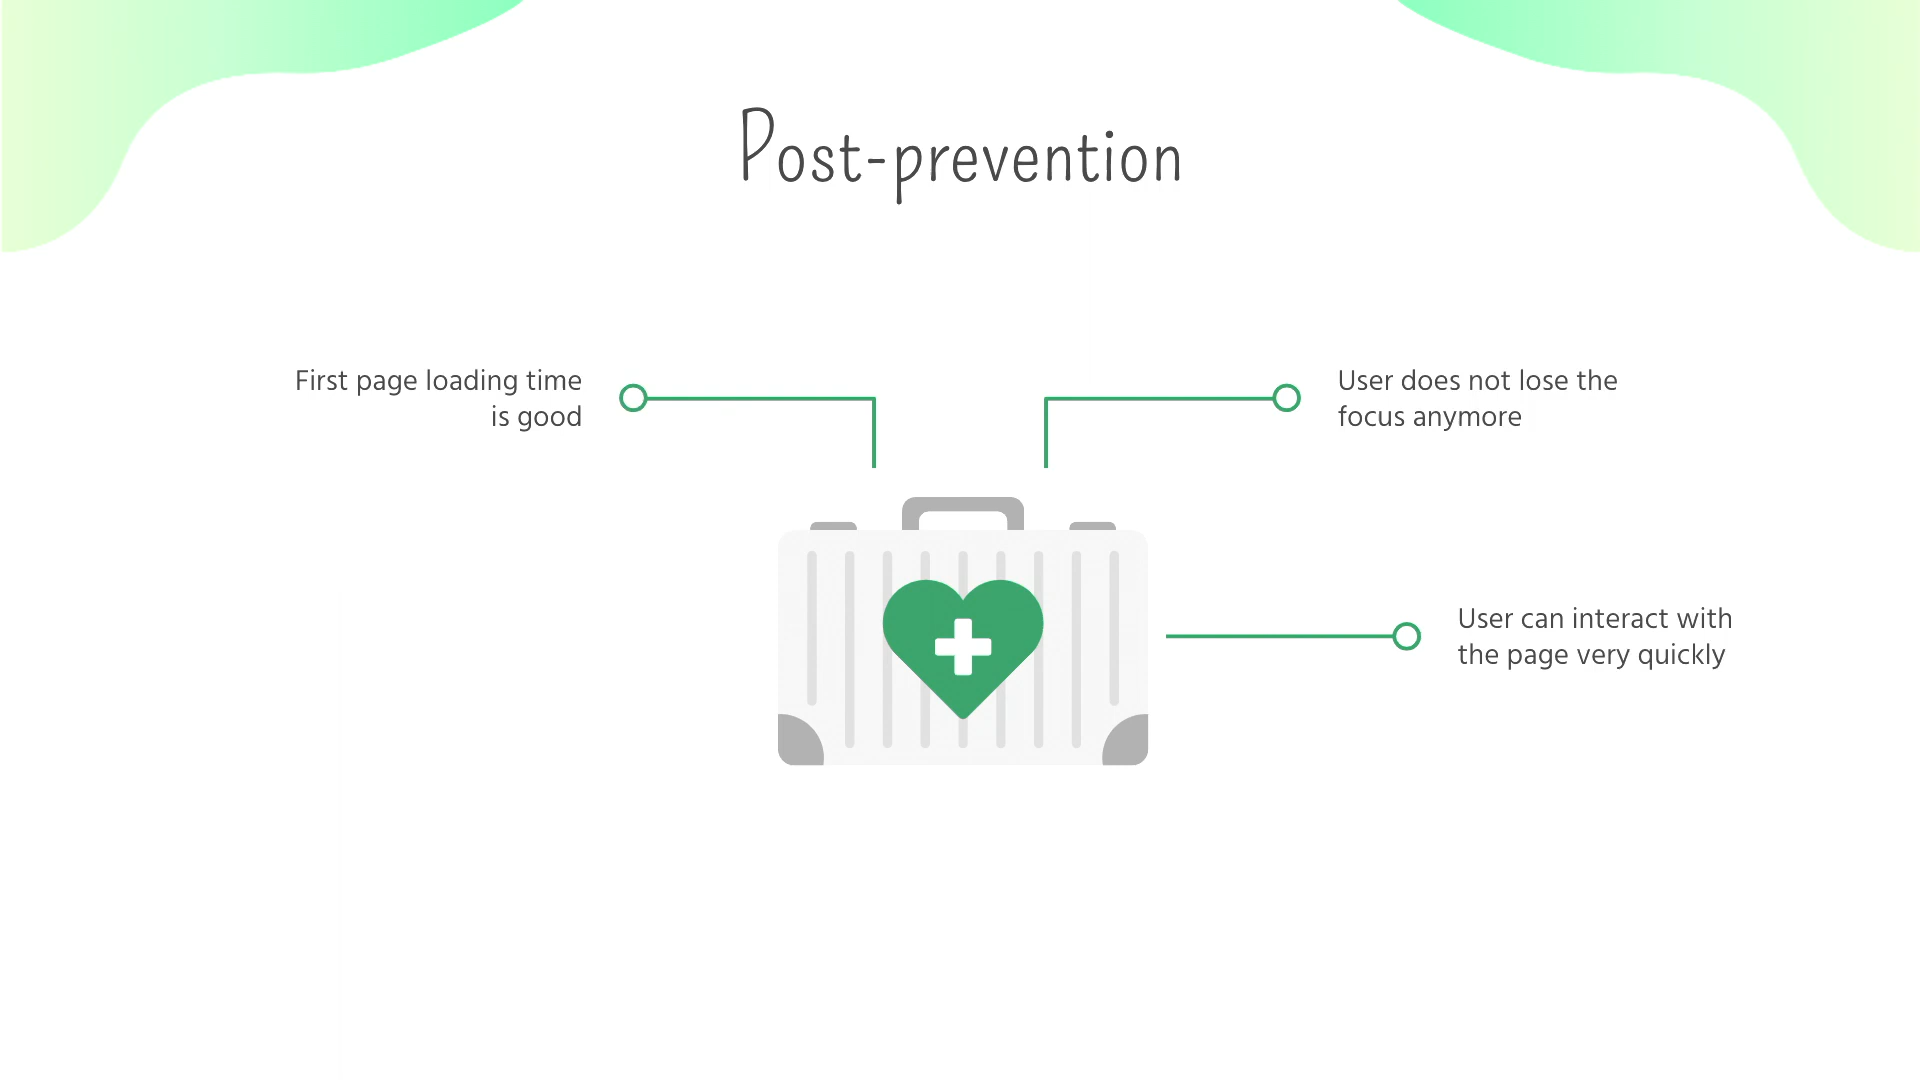 Post-prevention
First page loading time
is good
User does not lose the
focus anymore
User can interact with
the page very quickly